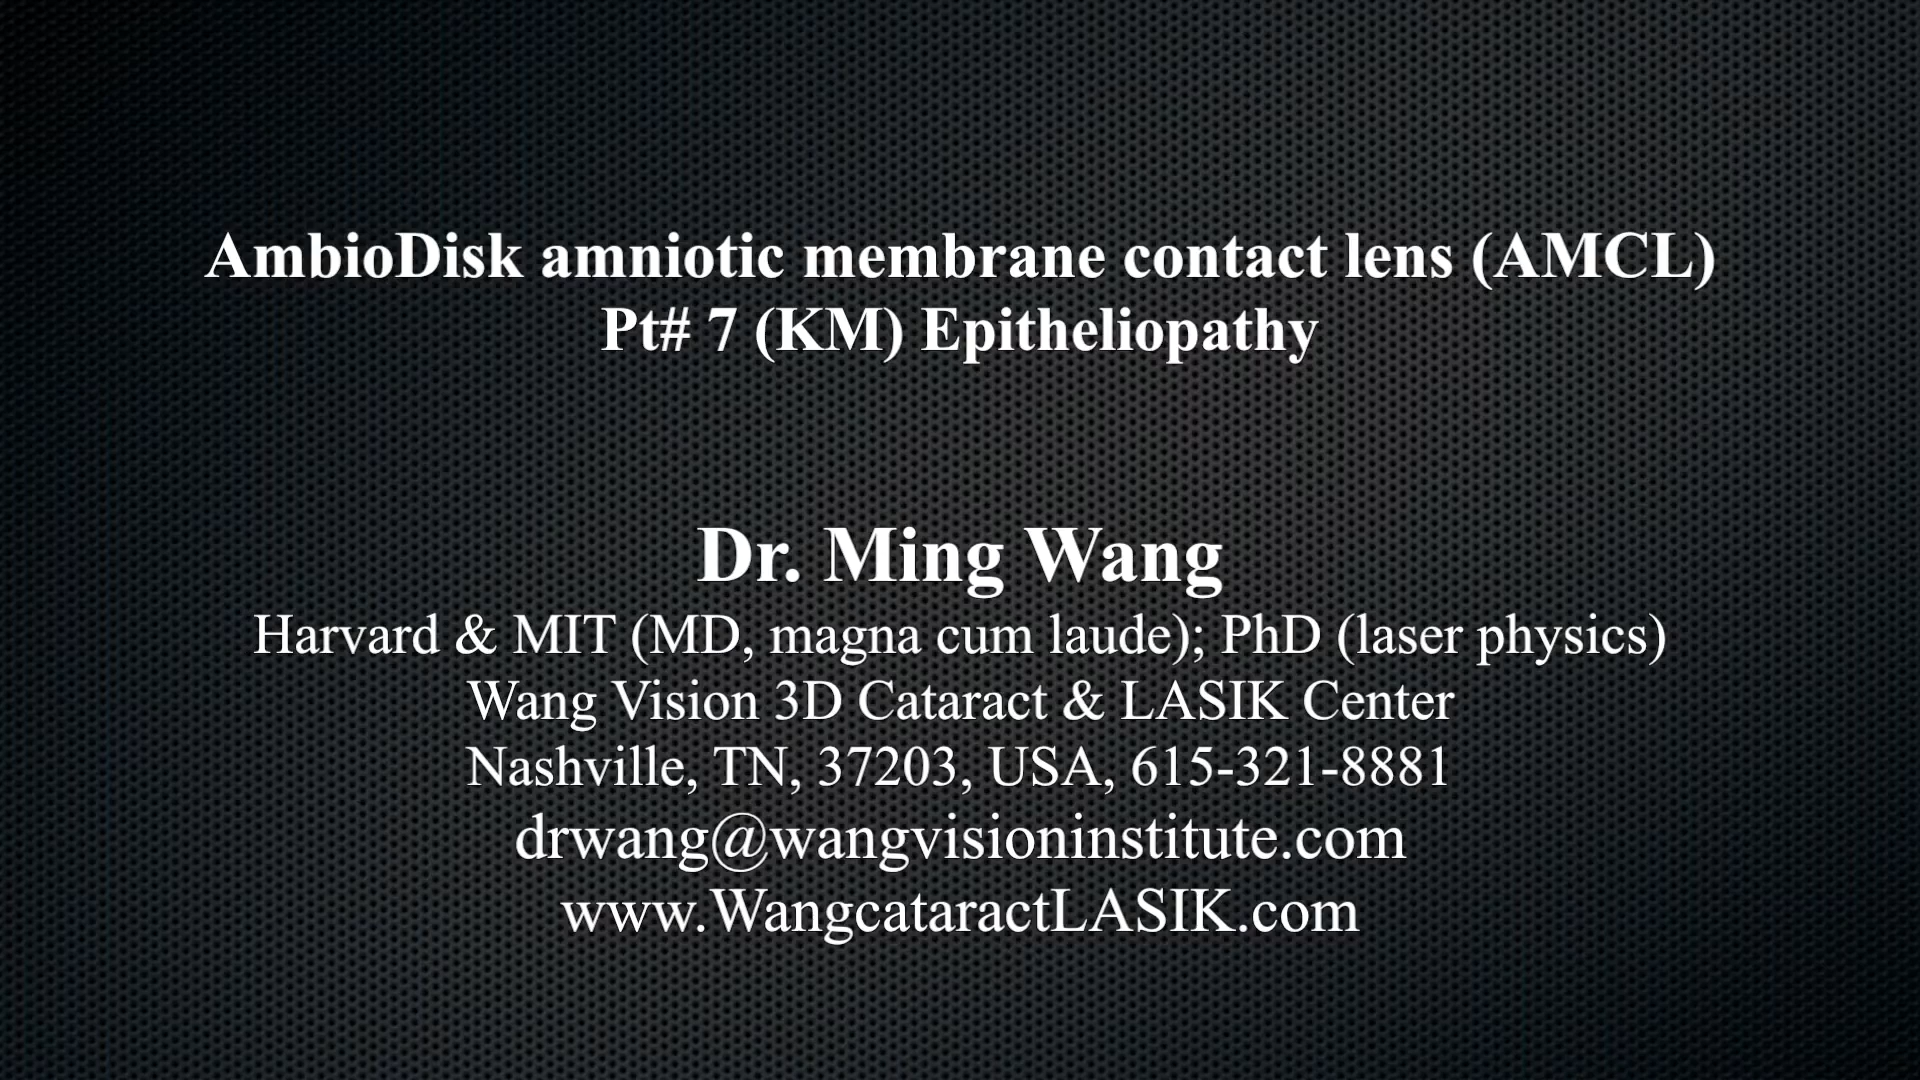 AmbioDisk amniotic membrane contact lens (AMCL)
Pt# 7 (KM) Epitheliopathy
Dr. Ming Wang
Harvard & MIT (MD, magna cum laude); PhD (laser physics)
Wang Vision 3D Cataract & LASIK Center
Nashville, TN, 37203, USA, 615-321-8881
drwang@wangvisioninstitute.com
www.WangcataractLASIK.com